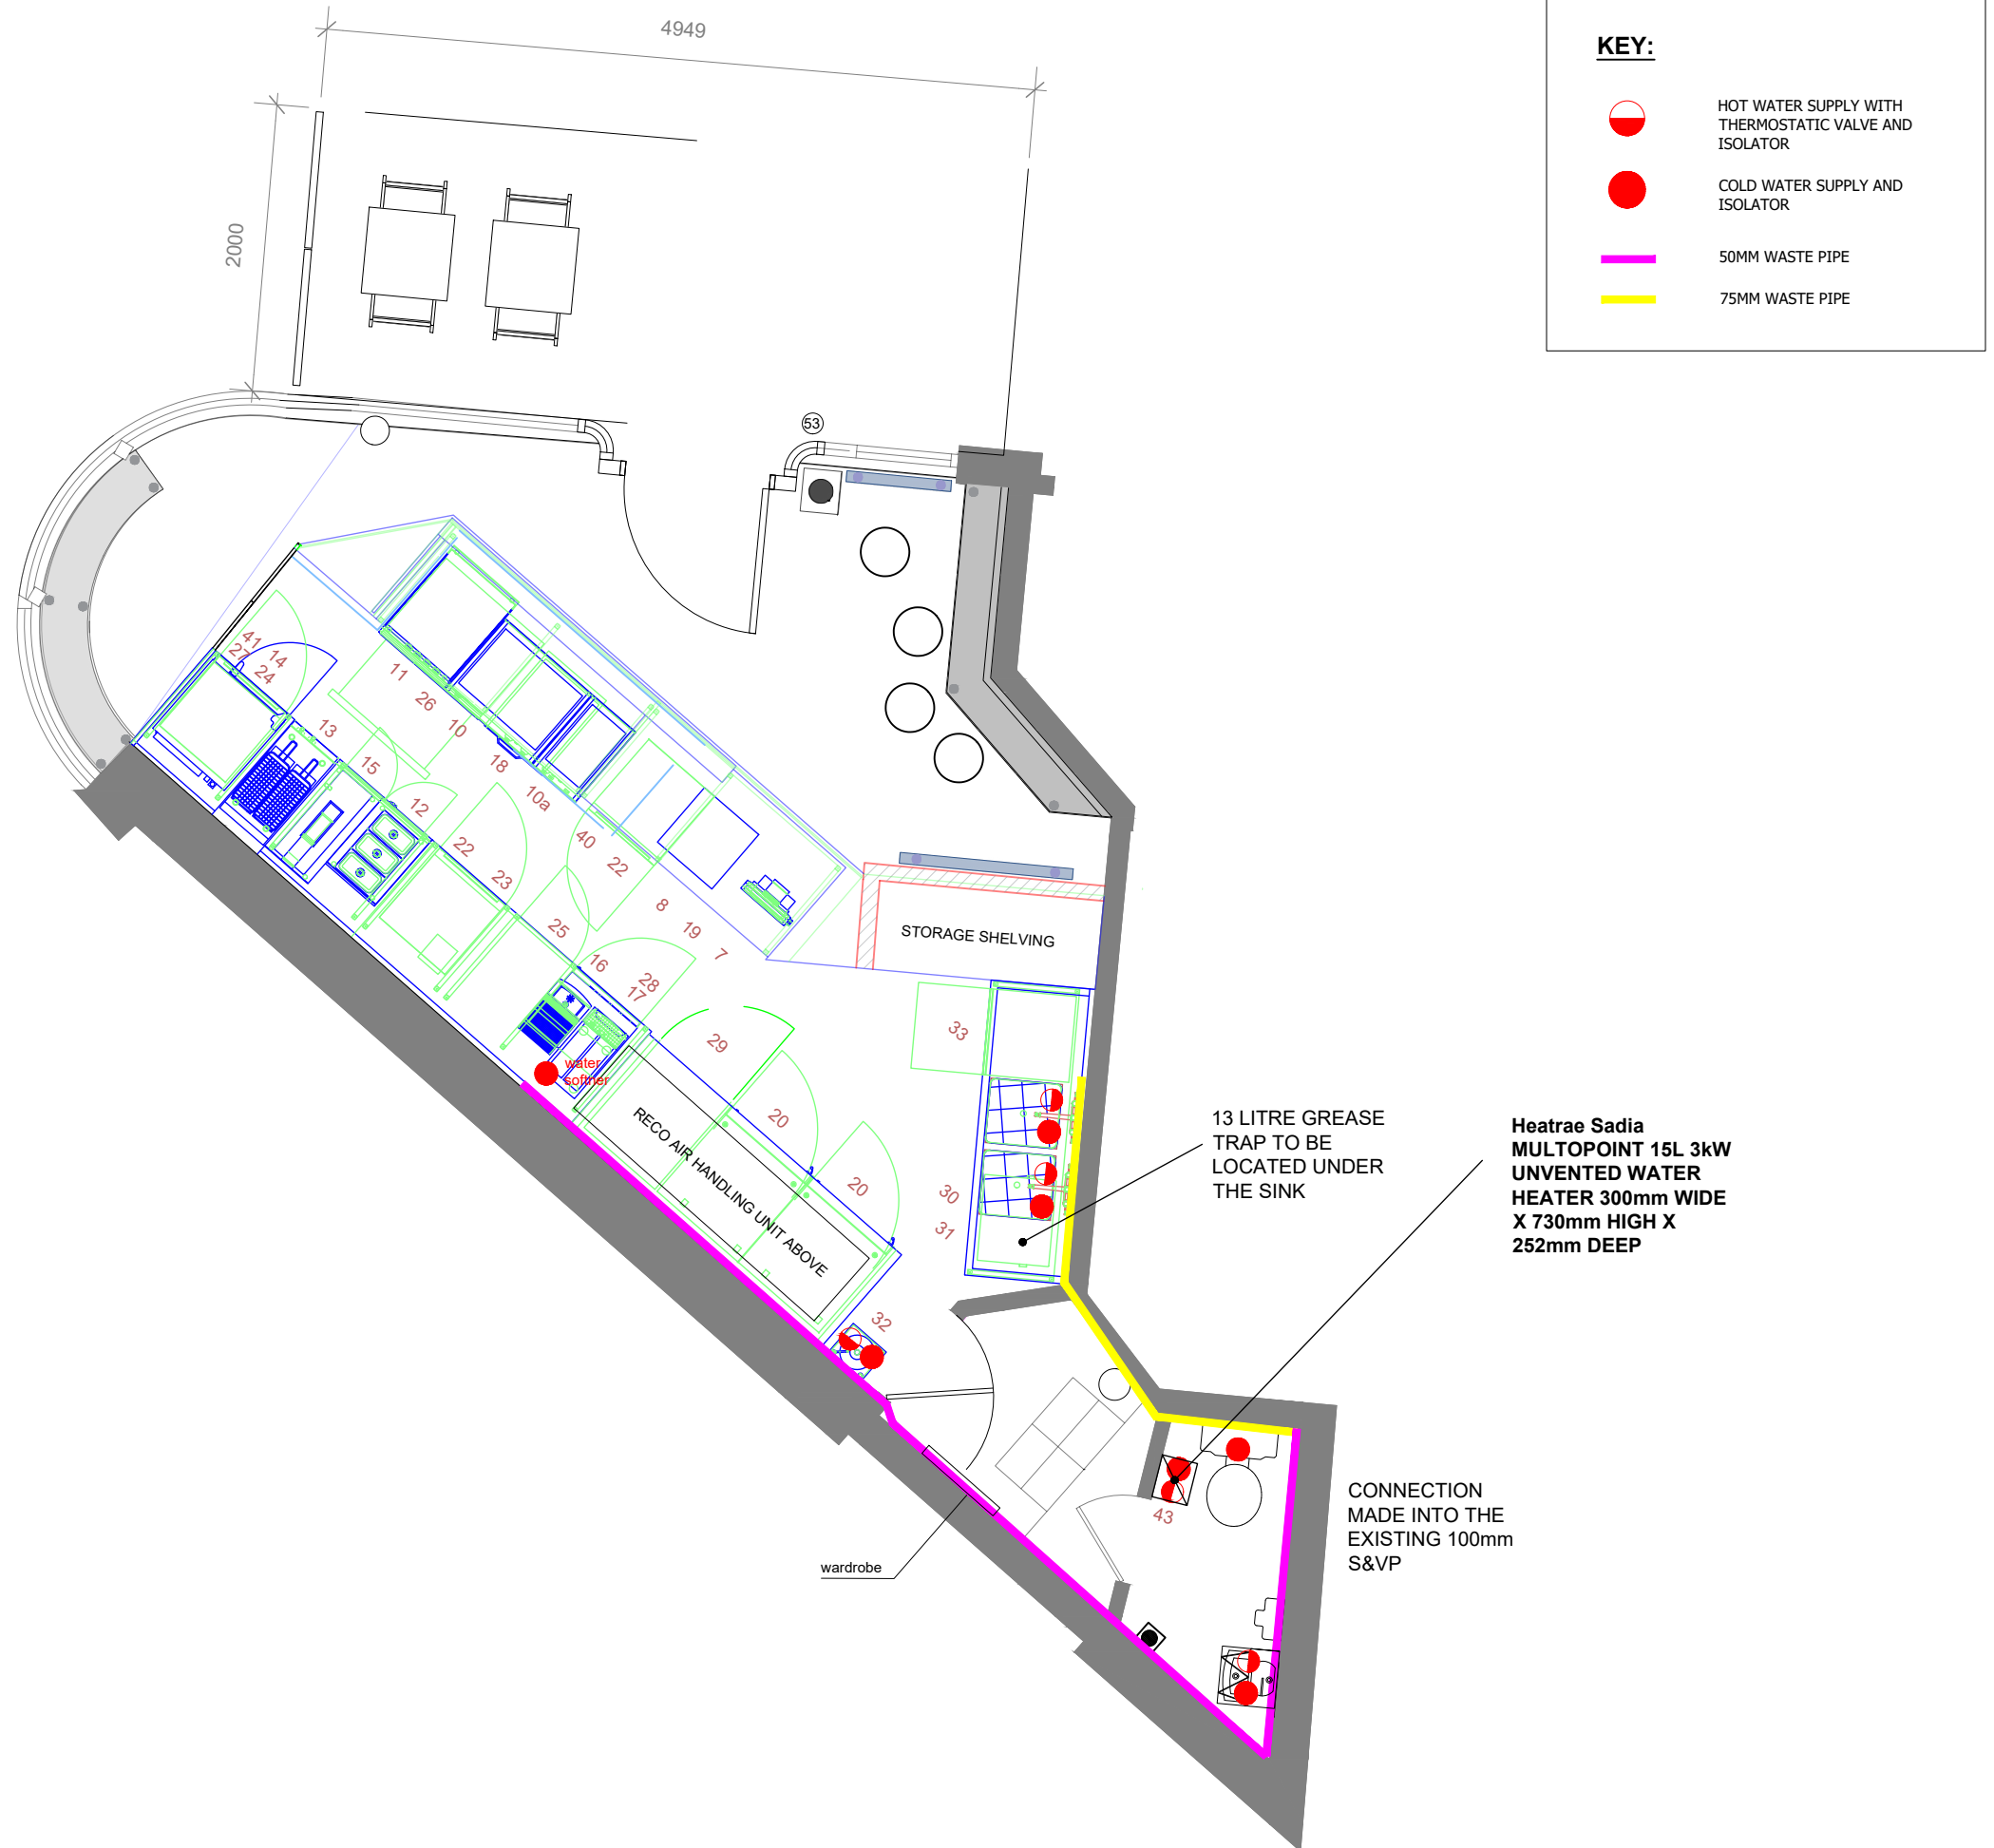 4949
KEY:
HOT WATER SUPPLY WITH
THERMOSTATIC VALVE AND
ISOLATOR
COLD WATER SUPPLY AND
ISOLATOR
50MM WASTE PIPE
75MM WASTE PIPE
2000
53
41
27
14
24
11
26
10
13
18
15
10a
12
40
22
22
23
8
19
7
25
16
28
17
STORAGE SHELVING
33
29
water
softner
20
RECO AIR HANDLING UNIT ABOVE
20
30
31
32
13 LITRE GREASE
TRAP TO BE
LOCATED UNDER
THE SINK
Heatrae Sadia
MULTOPOINT 15L 3kW
UNVENTED WATER
HEATER 300mm WIDE
X 730mm HIGH X
252mm DEEP
43
CONNECTION
MADE INTO THE
EXISTING 100mm
S&VP
wardrobe